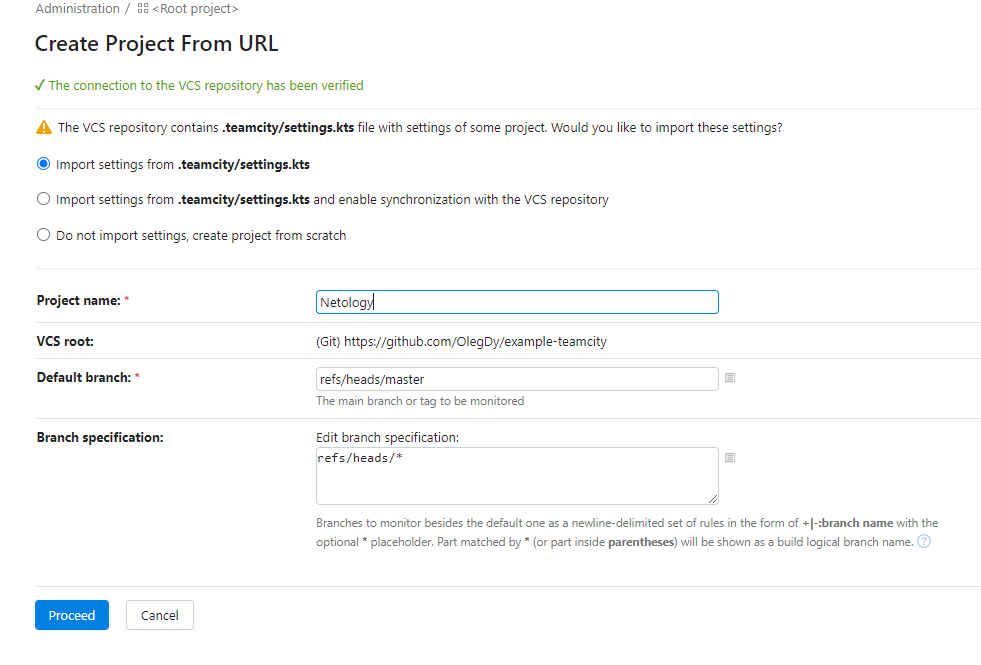 Administration / <Root project>
Create Project From URL
✓ The connection to the VCS repository has been verified
The VCS repository contains .teamcity/settings.kts file with settings of some project. Would you like to import these settings?
Import settings from .teamcity/settings.kts
Import settings from .teamcity/settings.kts and enable synchronization with the VCS repository
Do not import settings, create project from scratch
Project name: * Netology
VCS root: (Git) https://github.com/OlegDy/example-teamcity
Default branch: * refs/heads/master
The main branch or tag to be monitored
Branch specification: Edit branch specification:
refs/heads/*
Branches to monitor besides the default one as a newline-delimited set of rules in the form of +|-:branch name with the
optional * placeholder. Part matched by * (or part inside parentheses) will be shown as a build logical branch name. ?
Proceed Cancel